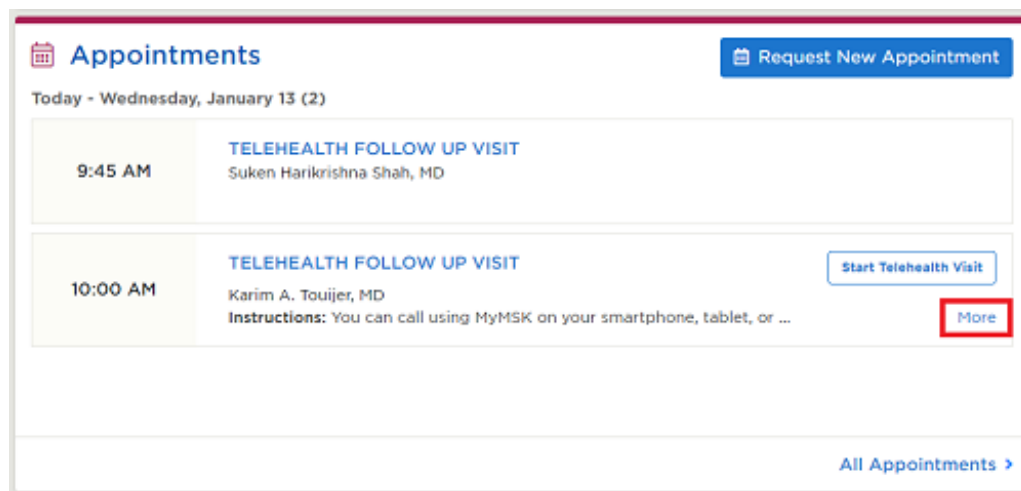 Appointments
Request New Appointment
Today - Wednesday, January 13 (2)
9:45 AM
TELEHEALTH FOLLOW UP VISIT
Suken Harikrishna Shah, MD
10:00 AM
TELEHEALTH FOLLOW UP VISIT
Start Telehealth Visit
Karim A. Touijer, MD
Instructions: You can call using MyMSK on your smartphone, tablet, or ...
More
All Appointments >